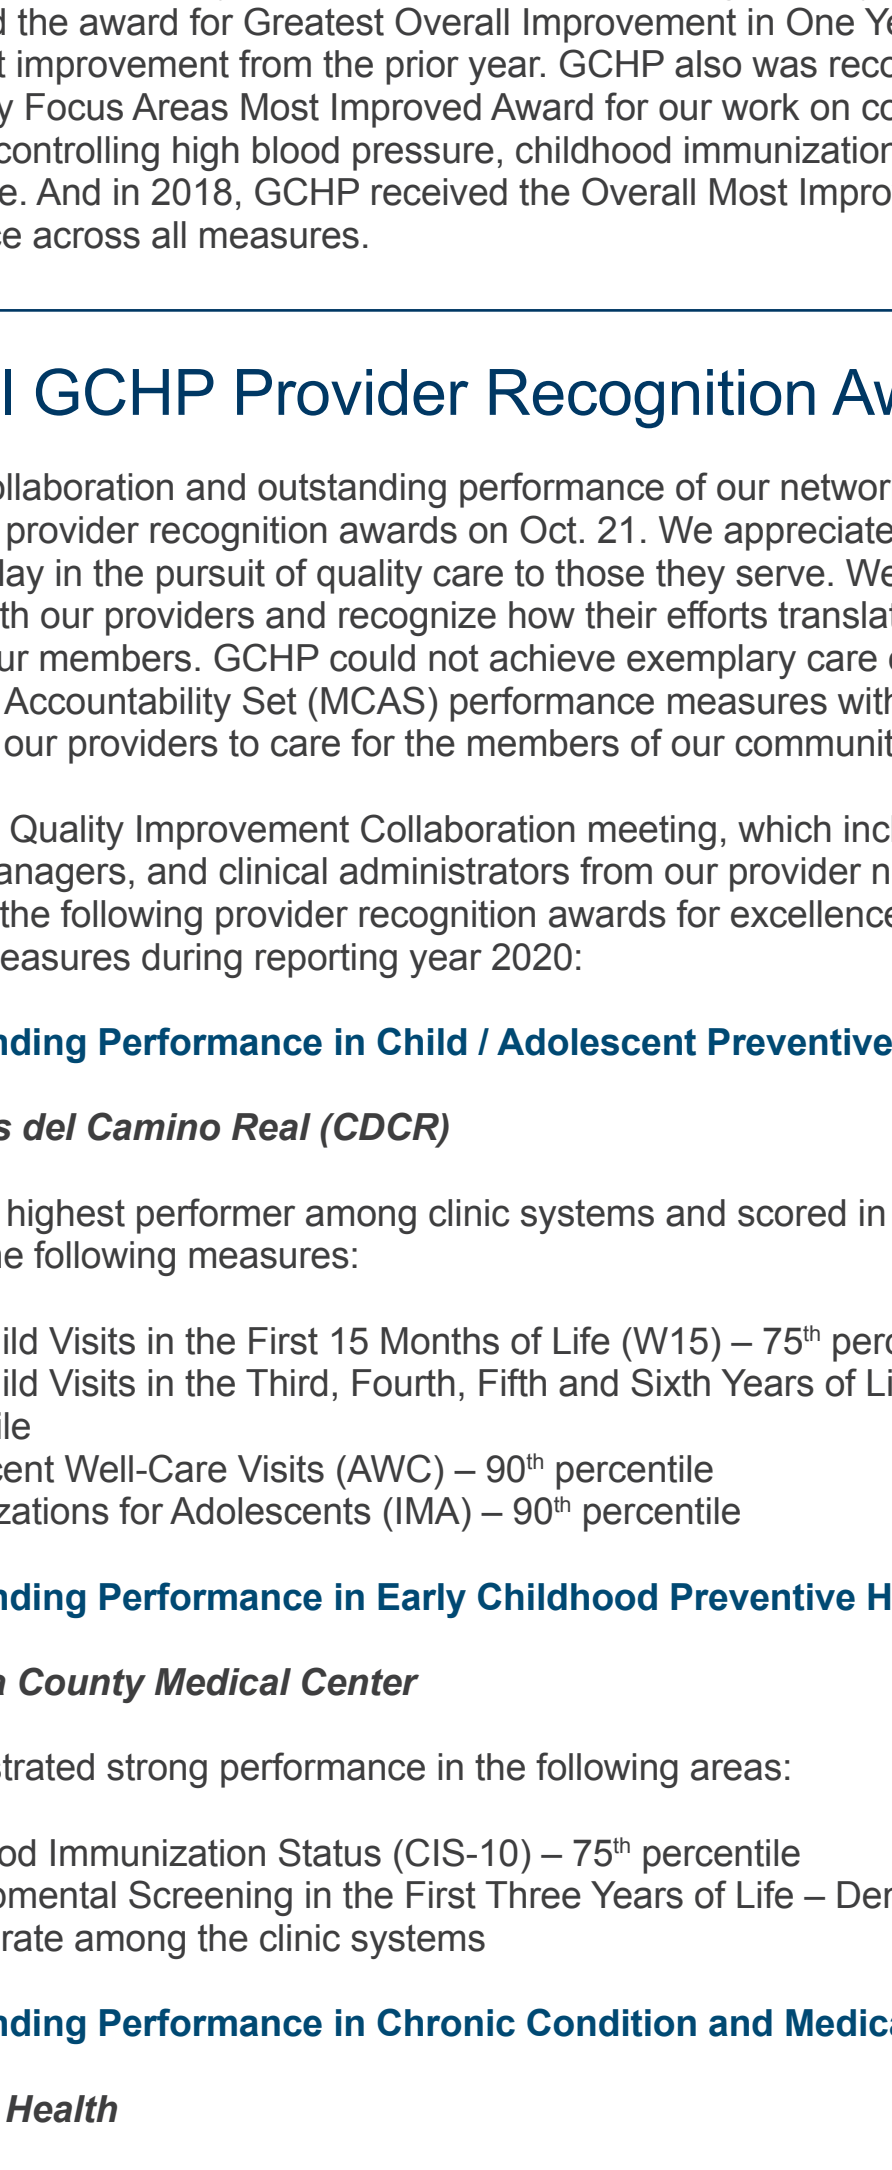 d the award for Greatest Overall Improvement in One Ye
t improvement from the prior year. GCHP also was reco
y Focus Areas Most Improved Award for our work on co
controlling high blood pressure, childhood immunization
e. And in 2018, GCHP received the Overall Most Impro
ce across all measures.
l GCHP Provider Recognition Aw
ollaboration and outstanding performance of our networ
provider recognition awards on Oct. 21. We appreciate
lay in the pursuit of quality care to those they serve. We
th our providers and recognize how their efforts translat
ur members. GCHP could not achieve exemplary care o
Accountability Set (MCAS) performance measures with
our providers to care for the members of our communit
Quality Improvement Collaboration meeting, which incl
anagers, and clinical administrators from our provider n
the following provider recognition awards for excellence
easures during reporting year 2020:
nding Performance in Child / Adolescent Preventive
s del Camino Real (CDCR)
highest performer among clinic systems and scored in
he following measures:
ild Visits in the First 15 Months of Life (W15) – 75th perc
ild Visits in the Third, Fourth, Fifth and Sixth Years of Li
ile
cent Well-Care Visits (AWC) – 90th percentile
zations for Adolescents (IMA) – 90th percentile
nding Performance in Early Childhood Preventive H
a County Medical Center
strated strong performance in the following areas:
od Immunization Status (CIS-10) – 75th percentile
omental Screening in the First Three Years of Life – Dem
rate among the clinic systems
nding Performance in Chronic Condition and Medica
Health